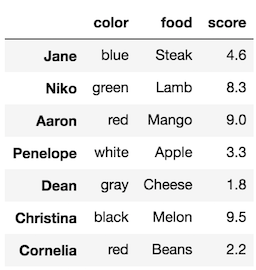 color food score
Jane blue Steak 4.6
Niko green Lamb 8.3
Aaron red Mango 9.0
Penelope white Apple 3.3
Dean gray Cheese 1.8
Christina black Melon 9.5
Cornelia red Beans 2.2